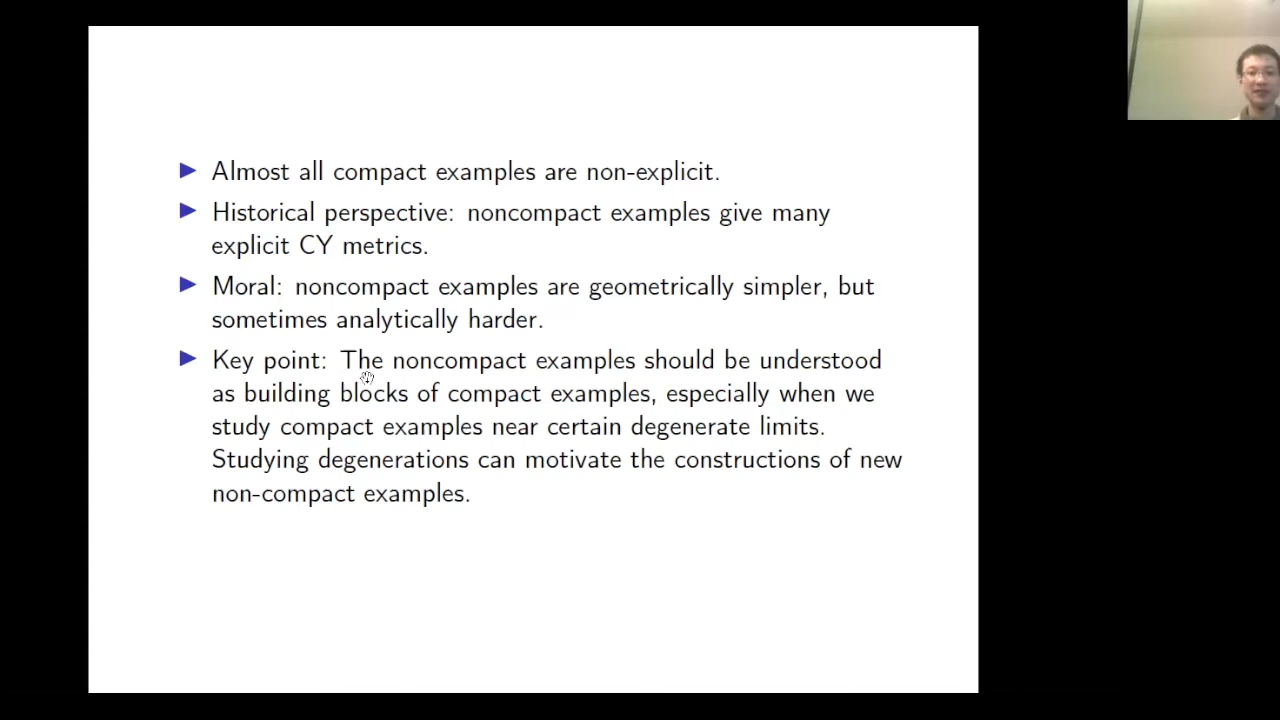 Almost all compact examples are non-explicit.
Historical perspective: noncompact examples give many
explicit CY metrics.
Moral: noncompact examples are geometrically simpler, but
sometimes analytically harder.
Key point: The noncompact examples should be understood
as building blocks of compact examples, especially when we
study compact examples near certain degenerate limits.
Studying degenerations can motivate the constructions of new
non-compact examples.